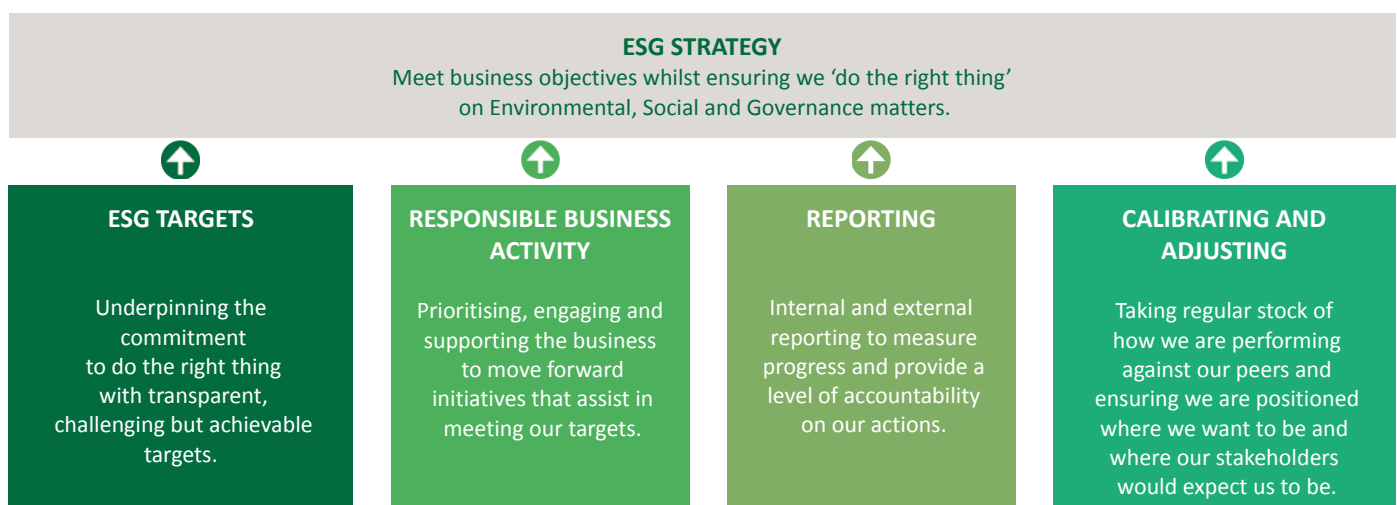 ESG STRATEGY
Meet business objectives whilst ensuring we ‘do the right thing’
on Environmental, Social and Governance matters.
ESG TARGETS
Underpinning the
commitment
to do the right thing
with transparent,
challenging but achievable
targets.
RESPONSIBLE BUSINESS
ACTIVITY
Prioritising, engaging and
supporting the business
to move forward
initiatives that assist in
meeting our targets.
REPORTING
Internal and external
reporting to measure
progress and provide a
level of accountability
on our actions.
CALIBRATING AND
ADJUSTING
Taking regular stock of
how we are performing
against our peers and
ensuring we are positioned
where we want to be and
where our stakeholders
would expect us to be.